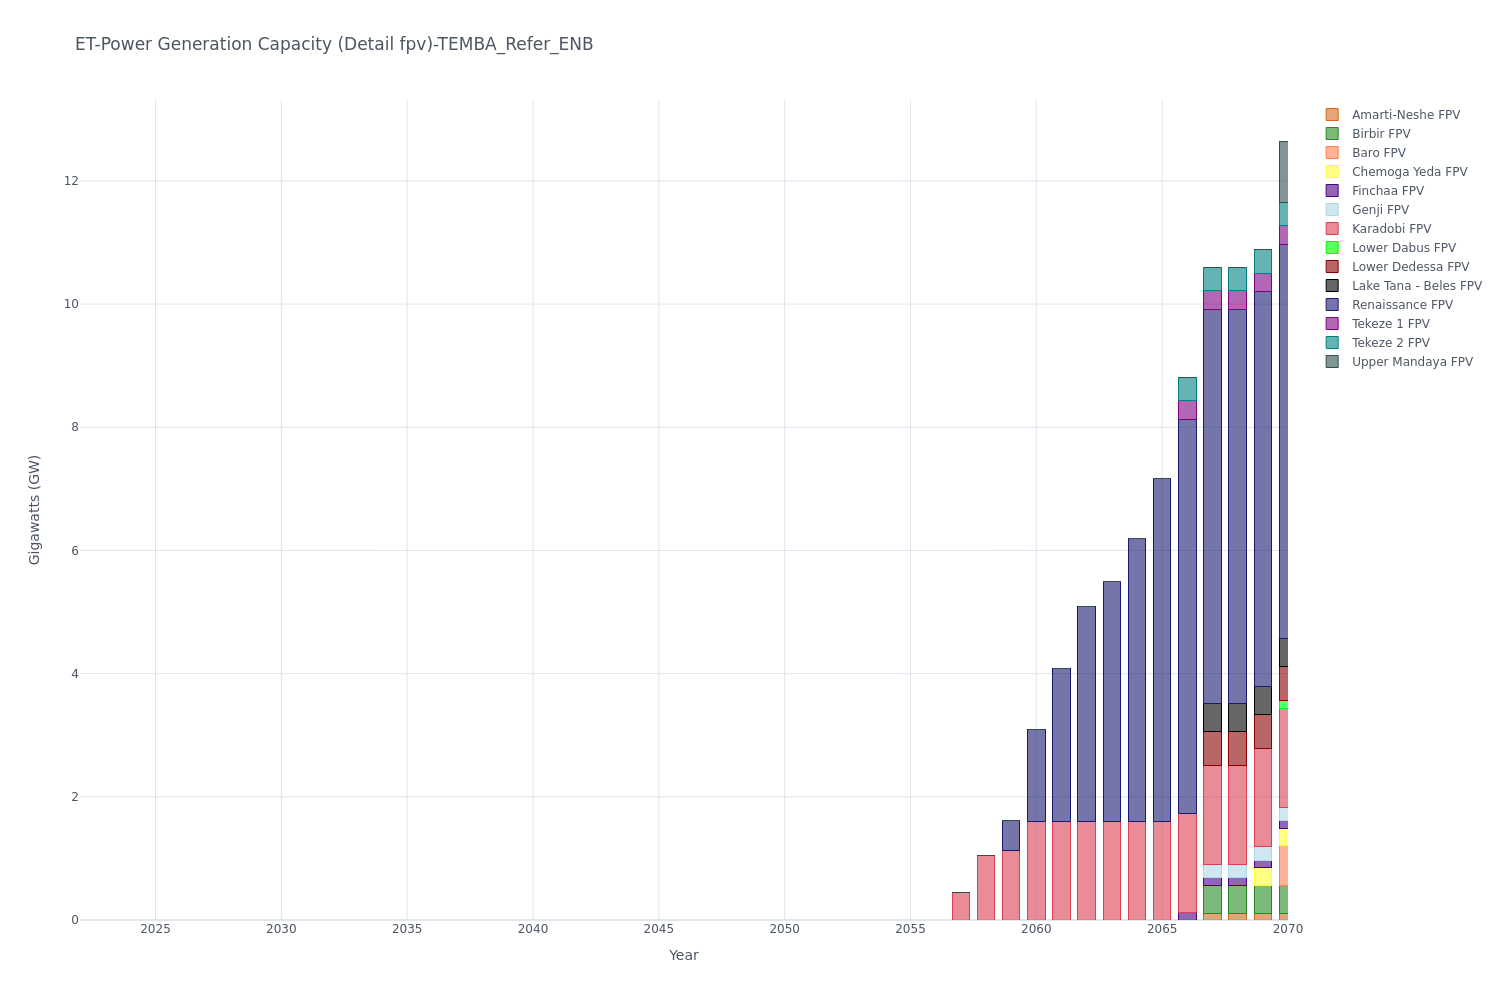 ET-Power Generation Capacity (Detail fpv)-TEMBA_Refer_ENB
Amarti-Neshe FPV
Birbir FPV
Baro FPV
Chemoga Yeda FPV
Finchaa FPV
Genji FPV
Karadobi FPV
Lower Dabus FPV
Lower Dedessa FPV
Lake Tana - Beles FPV
Renaissance FPV
Tekeze 1 FPV
Tekeze 2 FPV
Upper Mandaya FPV
Gigawatts (GW)
12
10
8
6
4
2
0
2025 2030 2035 2040 2045 2050 2055 2060 2065 2070
Year